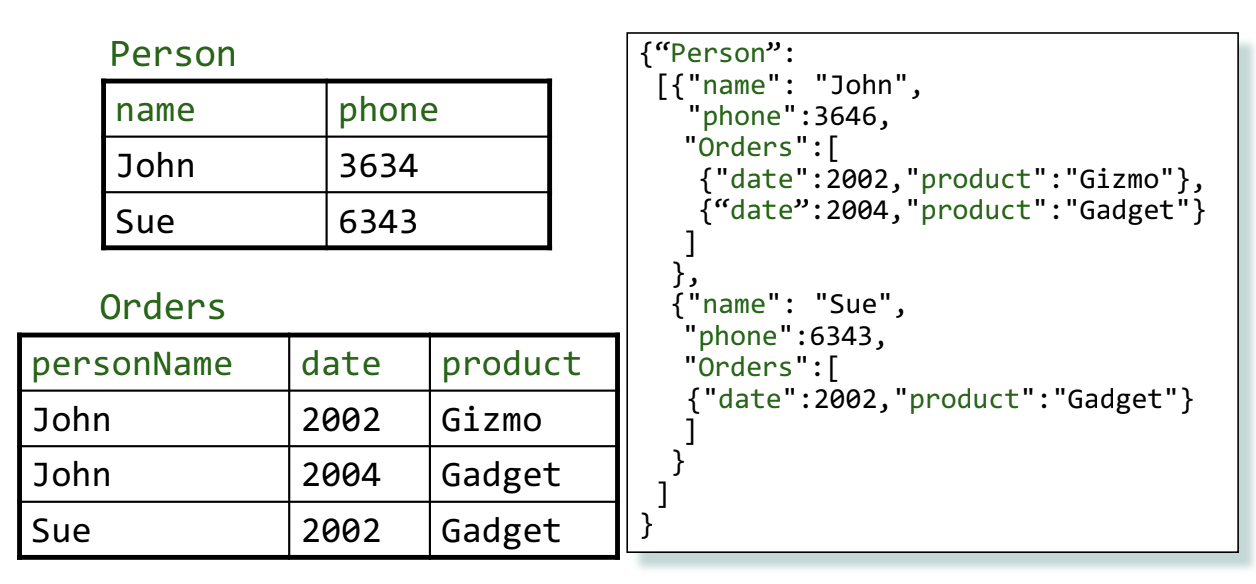 Person
name phone
John 3634
Sue 6343
Orders
personName date product
John 2002 Gizmo
John 2004 Gadget
Sue 2002 Gadget
{“Person”:
[{"name": "John",
"phone":3646,
"Orders":[
{"date":2002,"product":"Gizmo"},
{“date”:2004,"product":"Gadget"}
]
},
{"name": "Sue",
"phone":6343,
"Orders":[
{"date":2002,"product":"Gadget"}
]
}
]
}